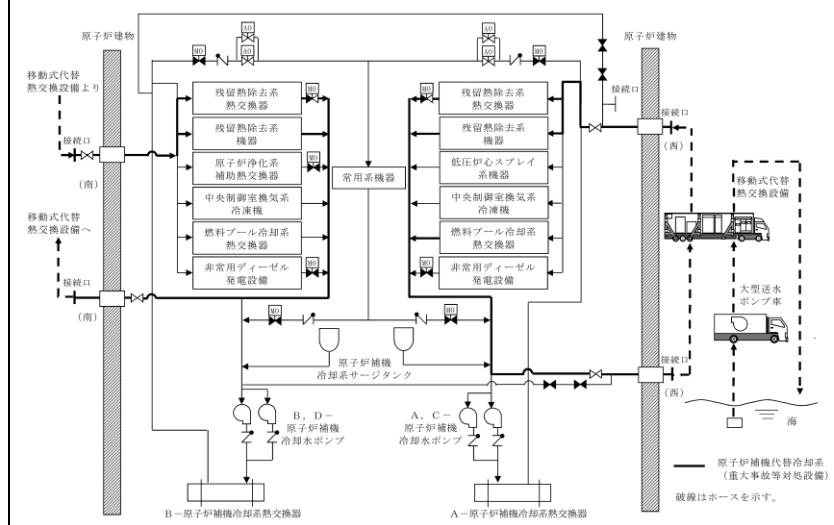 原子炉建物
AO
AO
MO
MO
AO
AO
原子炉建物
移動式代替
熱交換設備より
接続口
(南)
移動式代替
熱交換設備へ
接続口
(南)
残留熱除去系
熱交換器
MO
残留熱除去系
機器
原子炉浄化系
補助熱交換器
MO
中央制御室換気系
冷凍機
燃料プール冷却系
熱交換器
非常用ディーゼル
発電設備
MO
常用系機器
MO
残留熱除去系
熱交換器
残留熱除去系
機器
低圧炉心スプレイ
系機器
中央制御室換気系
冷凍機
燃料プール冷却系
熱交換器
MO
非常用ディーゼル
発電設備
接続口
接続口
(西)
移動式代替
熱交換設備
大型送水
ポンプ車
接続口
(西)
海
MO
MO
原子炉補機
冷却系サージタンク
B,D-
原子炉補機
冷却水ポンプ
A,C-
原子炉補機
冷却水ポンプ
B-原子炉補機冷却系熱交換器
A-原子炉補機冷却系熱交換器
原子炉補機代替冷却系
(重大事故等対処設備)
破線はホースを示す。